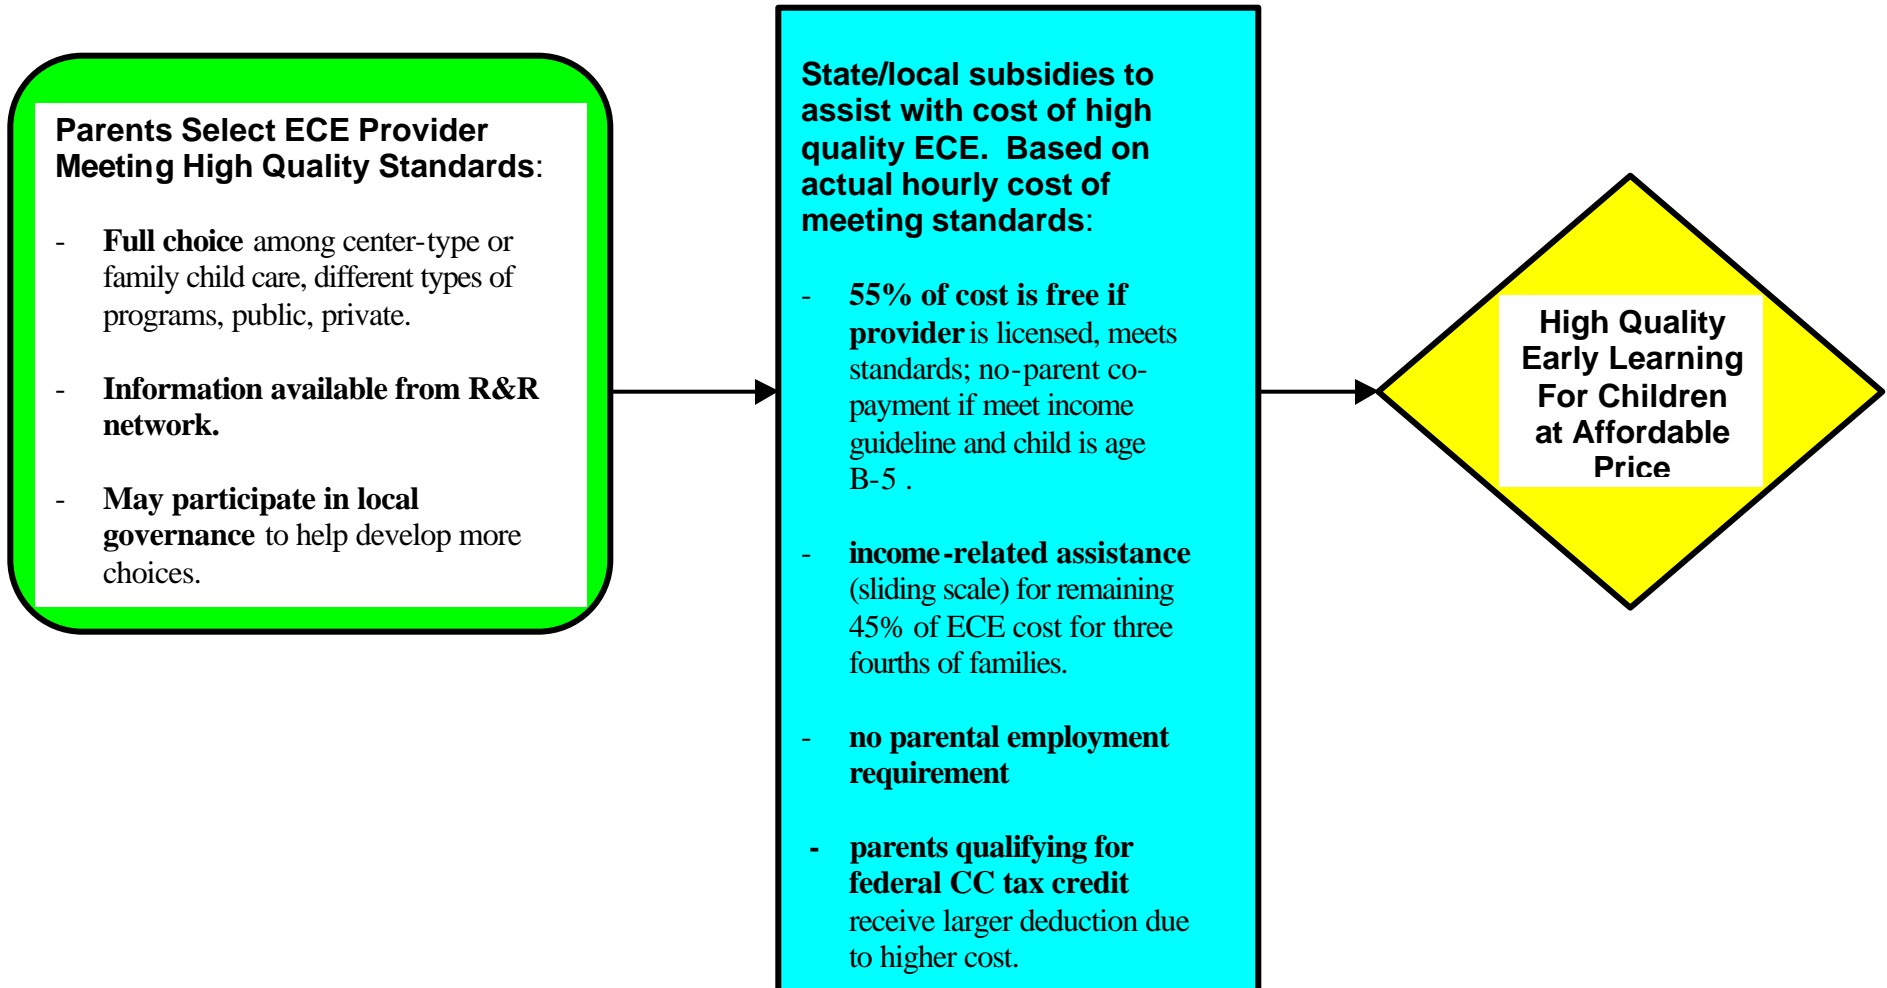 Parents Select ECE Provider
Meeting High Quality Standards:
- Full choice among center-type or
family child care, different types of
programs, public, private.
- Information available from R&R
network.
- May participate in local
governance to help develop more
choices.
State/local subsidies to
assist with cost of high
quality ECE. Based on
actual hourly cost of
meeting standards:
- 55% of cost is free if
provider is licensed, meets
standards; no-parent co-
payment if meet income
guideline and child is age
B-5 .
- income-related assistance
(sliding scale) for remaining
45% of ECE cost for three
fourths of families.
- no parental employment
requirement
- parents qualifying for
federal CC tax credit
receive larger deduction due
to higher cost.
High Quality
Early Learning
For Children
at Affordable
Price